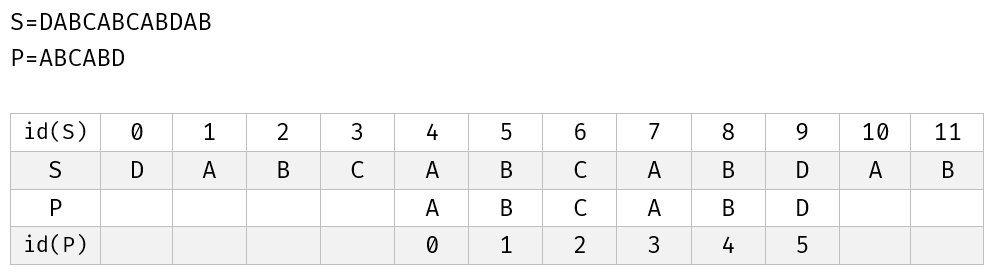 S=DABCABCABDAB
P=ABCABD
id(S) 0 1 2 3 4 5 6 7 8 9 10 11
S D A B C A B C A B D A B
P A B C A B D
id(P) 0 1 2 3 4 5